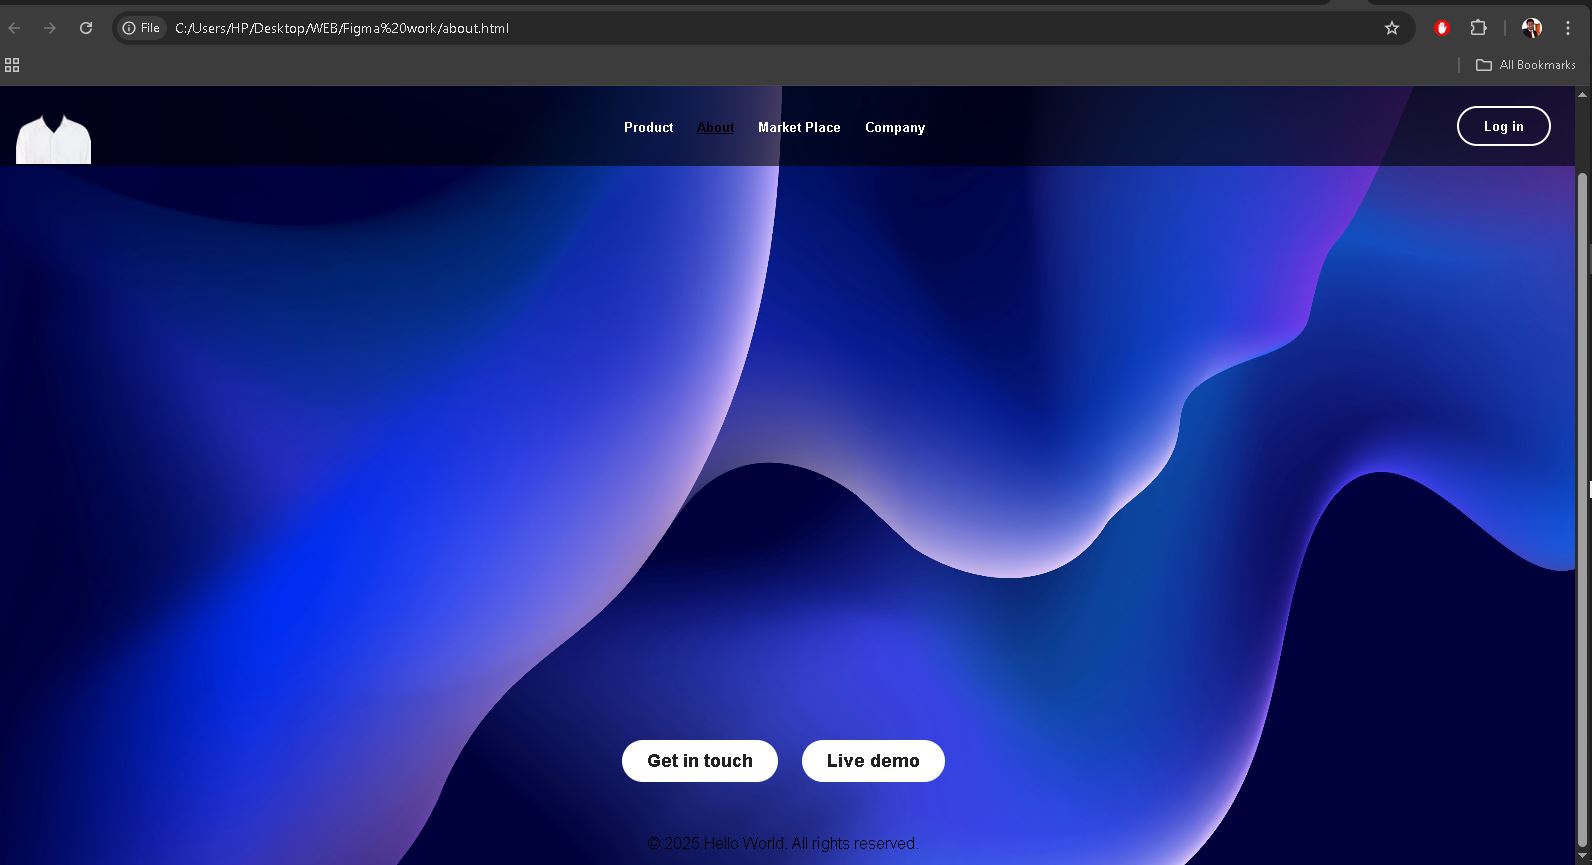 File C:/Users/HP/Desktop/WEB/Figma%20work/about.html
All Bookmarks
Product About Market Place Company Log in
Get in touch Live demo
© 2025 Hello World. All rights reserved.